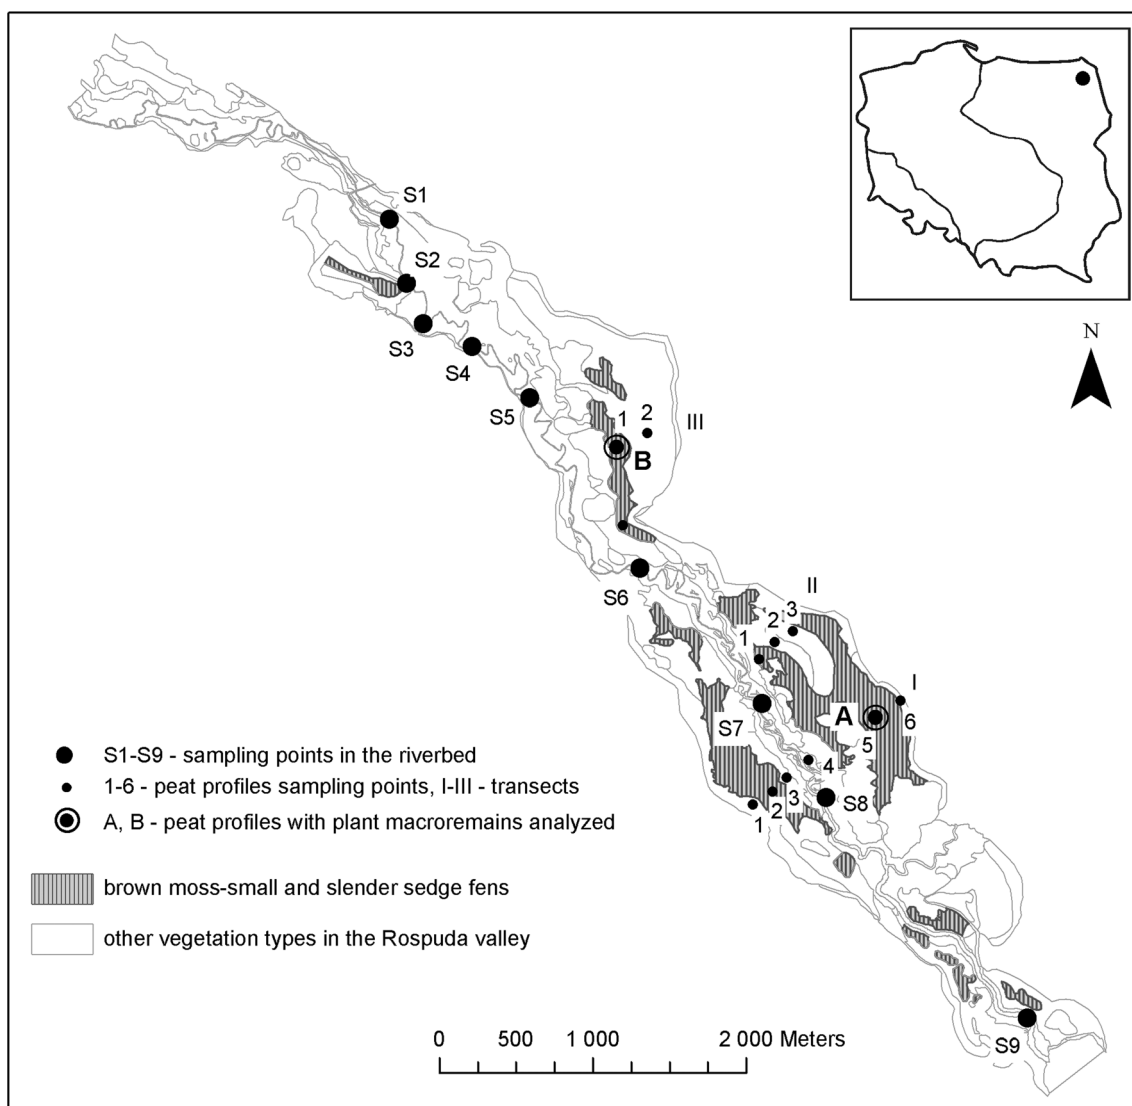 S1
N
S2
S3
S4
S5
1
2
III
B
S6
II
3
2
1
I
A
6
S7
5
4
S8
3
2
1
S1-S9 - sampling points in the riverbed
1-6 - peat profiles sampling points, I-III - transects
A, B - peat profiles with plant macroremains analyzed
brown moss-small and slender sedge fens
other vegetation types in the Rospuda valley
0 500 1 000 2 000 Meters
S9